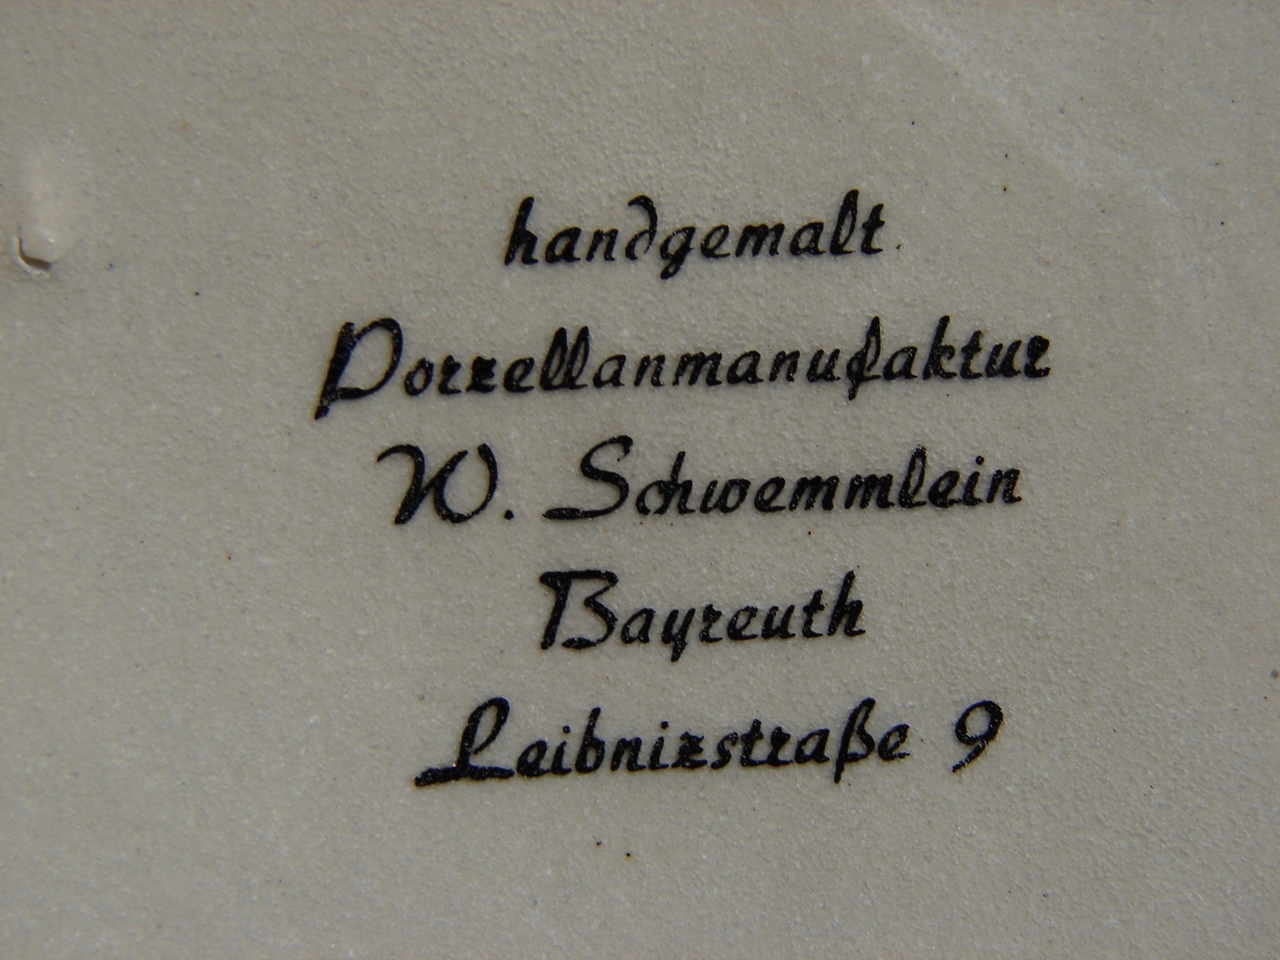 handgemalt
Porzellanmanufaktur
W. Schwemmlein
Bayreuth
Leibnizstraße 9